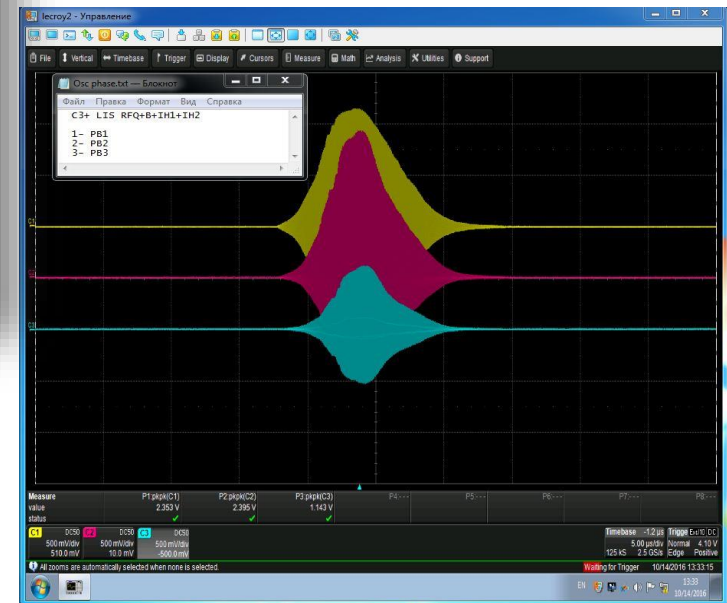 lecroy2 - Управление
File Vertical Timebase Trigger Display Cursors Measure Math Analysis Utilities Support
Osc phase.txt — Блокнот
Файл Правка Формат Вид Справка
C3+ LIS RFQ+B+IH1+IH2
1- PB1
2- PB2
3- PB3
Measure P1:pkpk(C1) P2:pkpk(C2) P3:pkpk(C3) P4:--- P5:--- P6:--- P7:--- P8:---
value 2.353 V 2.395 V 1.143 V
status
C1 DC50 C2 DC50 C3 DC50 Timebase -1.2 µs Trigger Ext/10 DC
500 mV/div 500 mV/div 500 mV/div 5.00 µs/div Normal 4.10 V
510.0 mV 10.0 mV -500.0 mV 125 kS 2.5 GS/s Edge Positive
All zooms are automatically selected when none is selected. Waiting for Trigger 10/14/2016 13:33:15
EN 13:33
10/14/2016